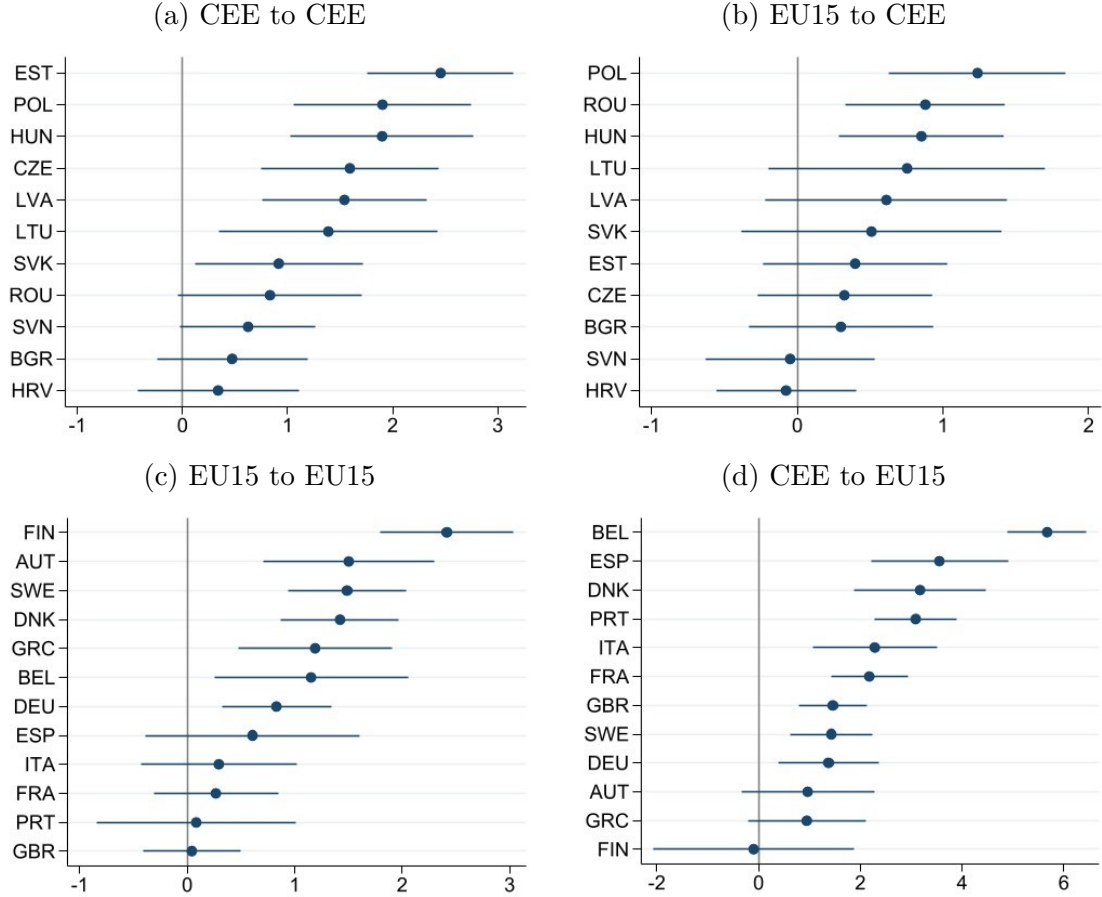 (a) CEE to CEE
EST
POL
HUN
CZE
LVA
LTU
SVK
ROU
SVN
BGR
HRV
-1 0 1 2 3
(b) EU15 to CEE
POL
ROU
HUN
LTU
LVA
SVK
EST
CZE
BGR
SVN
HRV
-1 0 1 2
(c) EU15 to EU15
FIN
AUT
SWE
DNK
GRC
BEL
DEU
ESP
ITA
FRA
PRT
GBR
-1 0 1 2 3
(d) CEE to EU15
BEL
ESP
DNK
PRT
ITA
FRA
GBR
SWE
DEU
AUT
GRC
FIN
-2 0 2 4 6